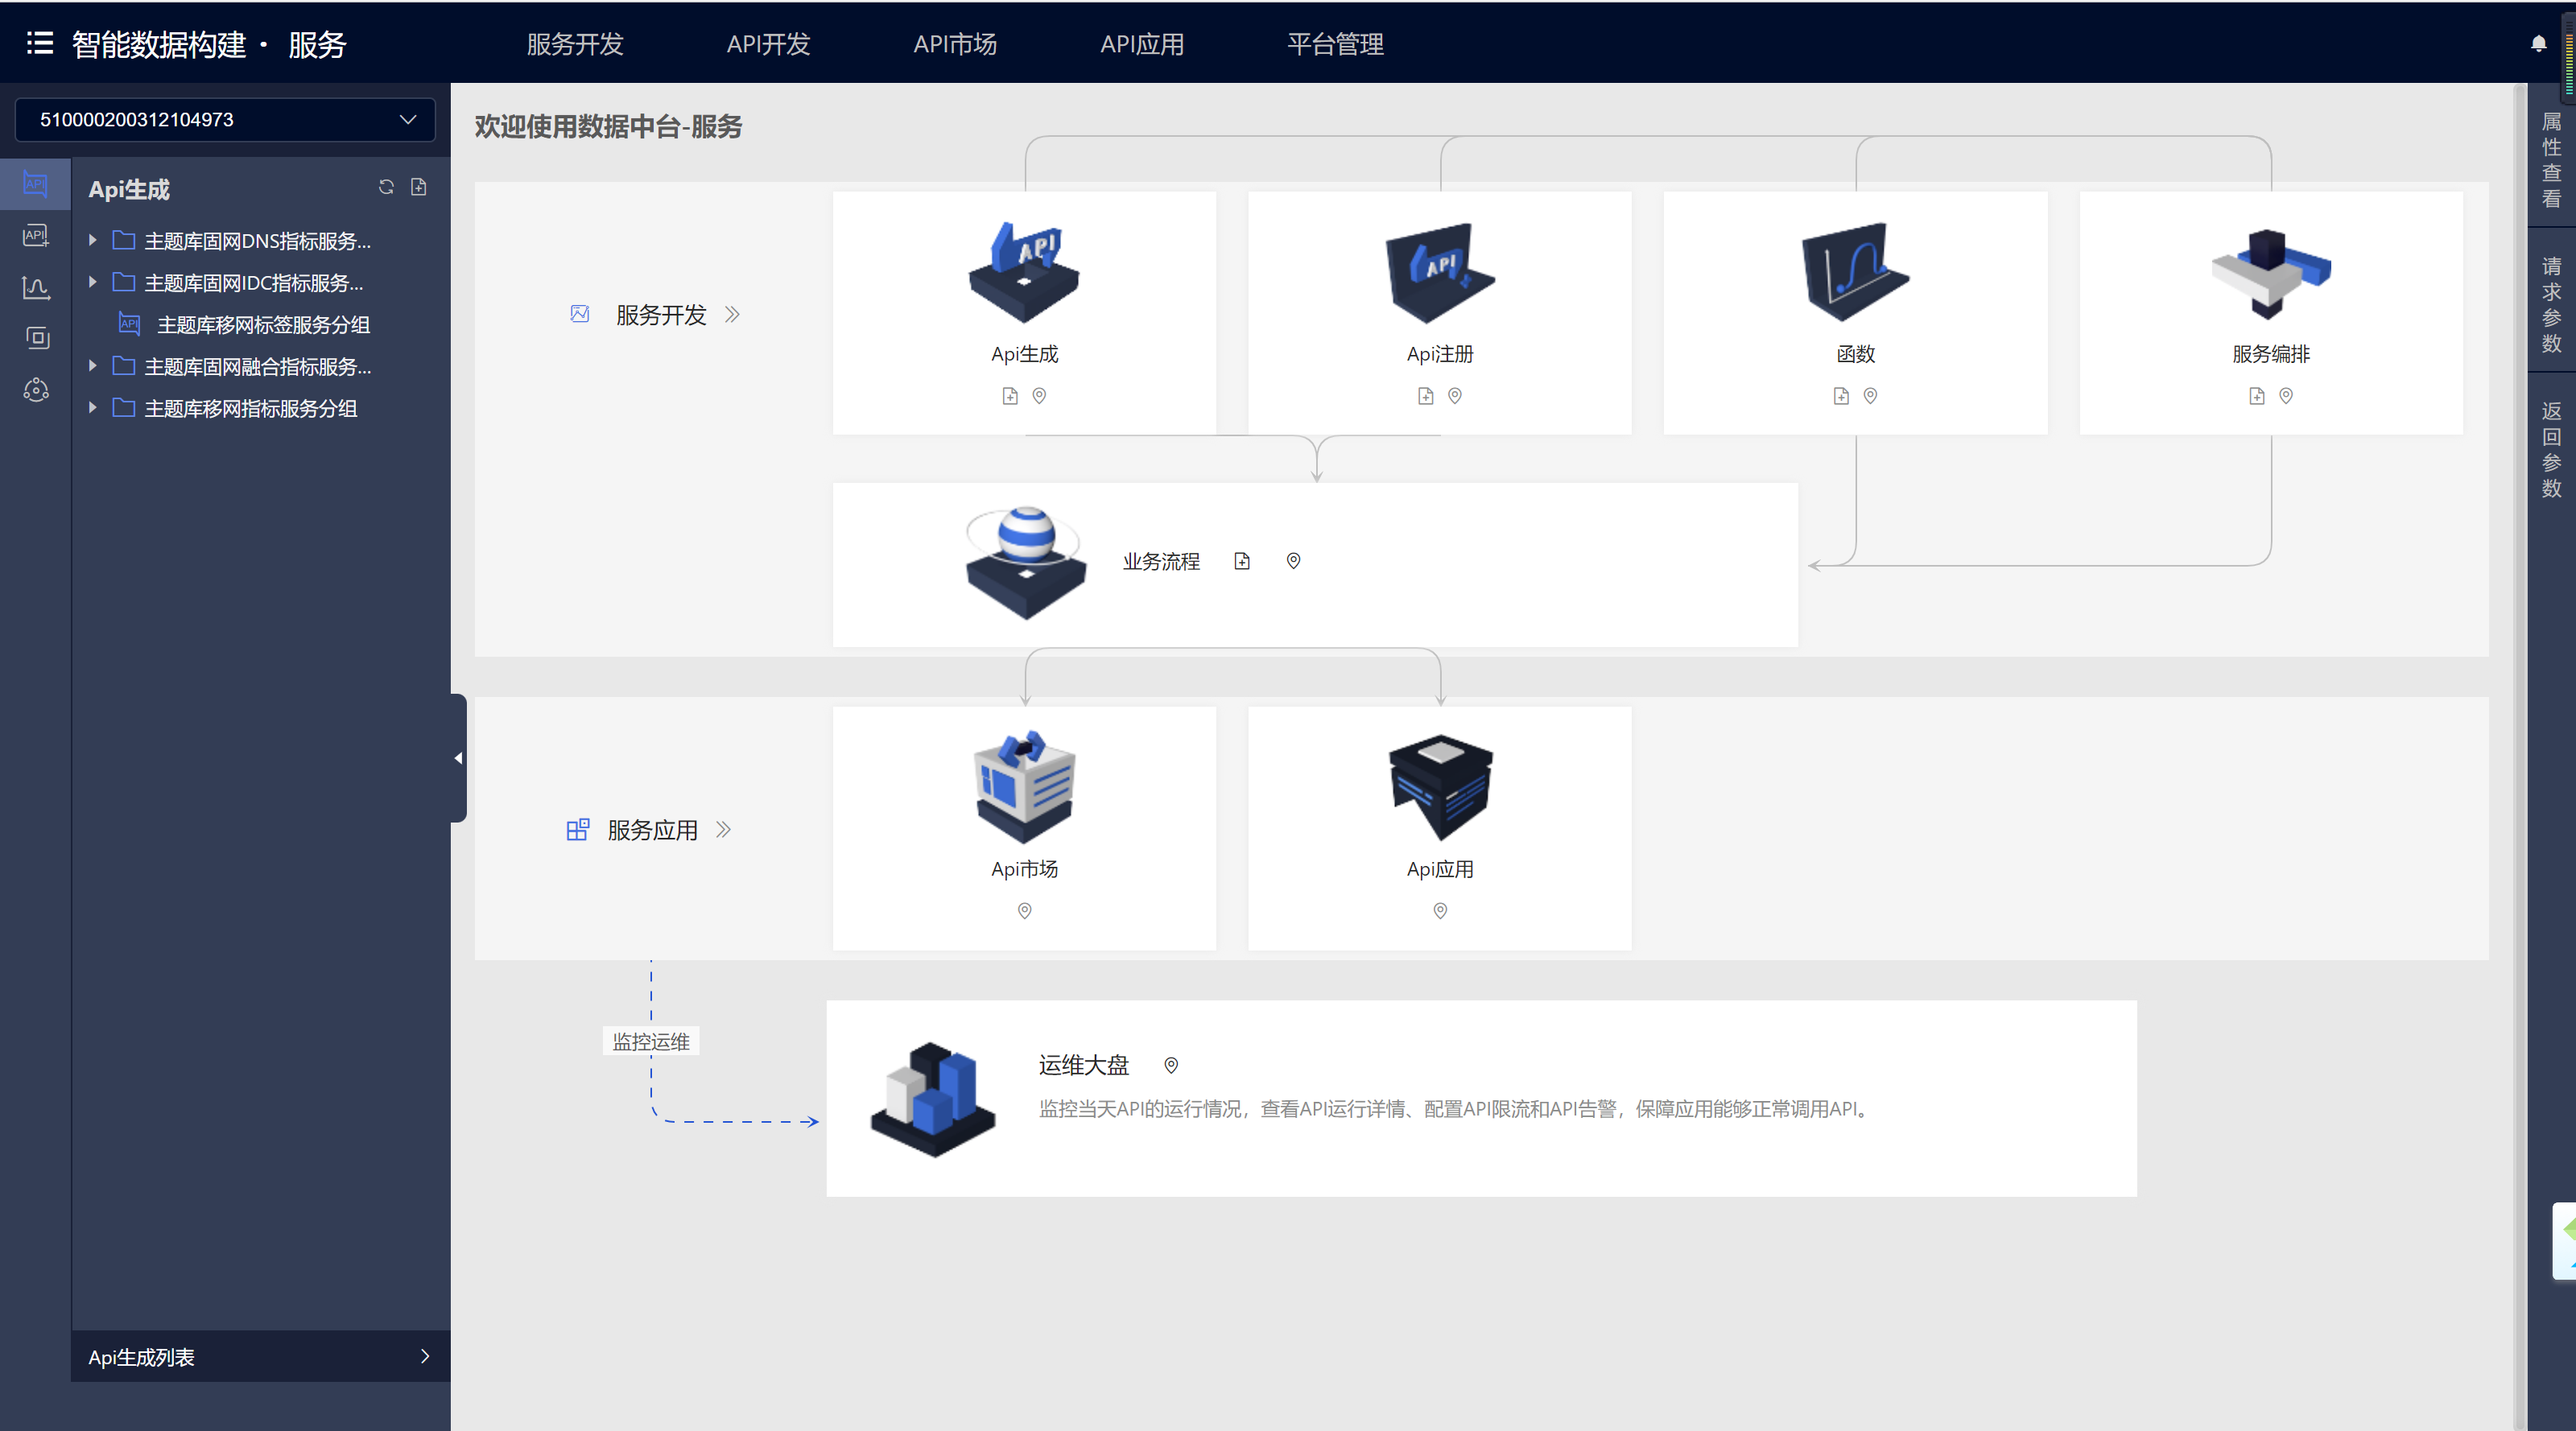 智能数据构建 · 服务
服务开发
API开发
API市场
API应用
平台管理
510000200312104973
Api生成
主题库固网DNS指标服务...
主题库固网IDC指标服务...
主题库移网标签服务分组
主题库固网融合指标服务...
主题库移网指标服务分组
Api生成列表
欢迎使用数据中台-服务
服务开发
Api生成
Api注册
函数
服务编排
业务流程
服务应用
Api市场
Api应用
监控运维
运维大盘
监控当天API的运行情况，查看API运行详情、配置API限流和API告警，保障应用能够正常调用API。
属性查看
请求参数
返回参数